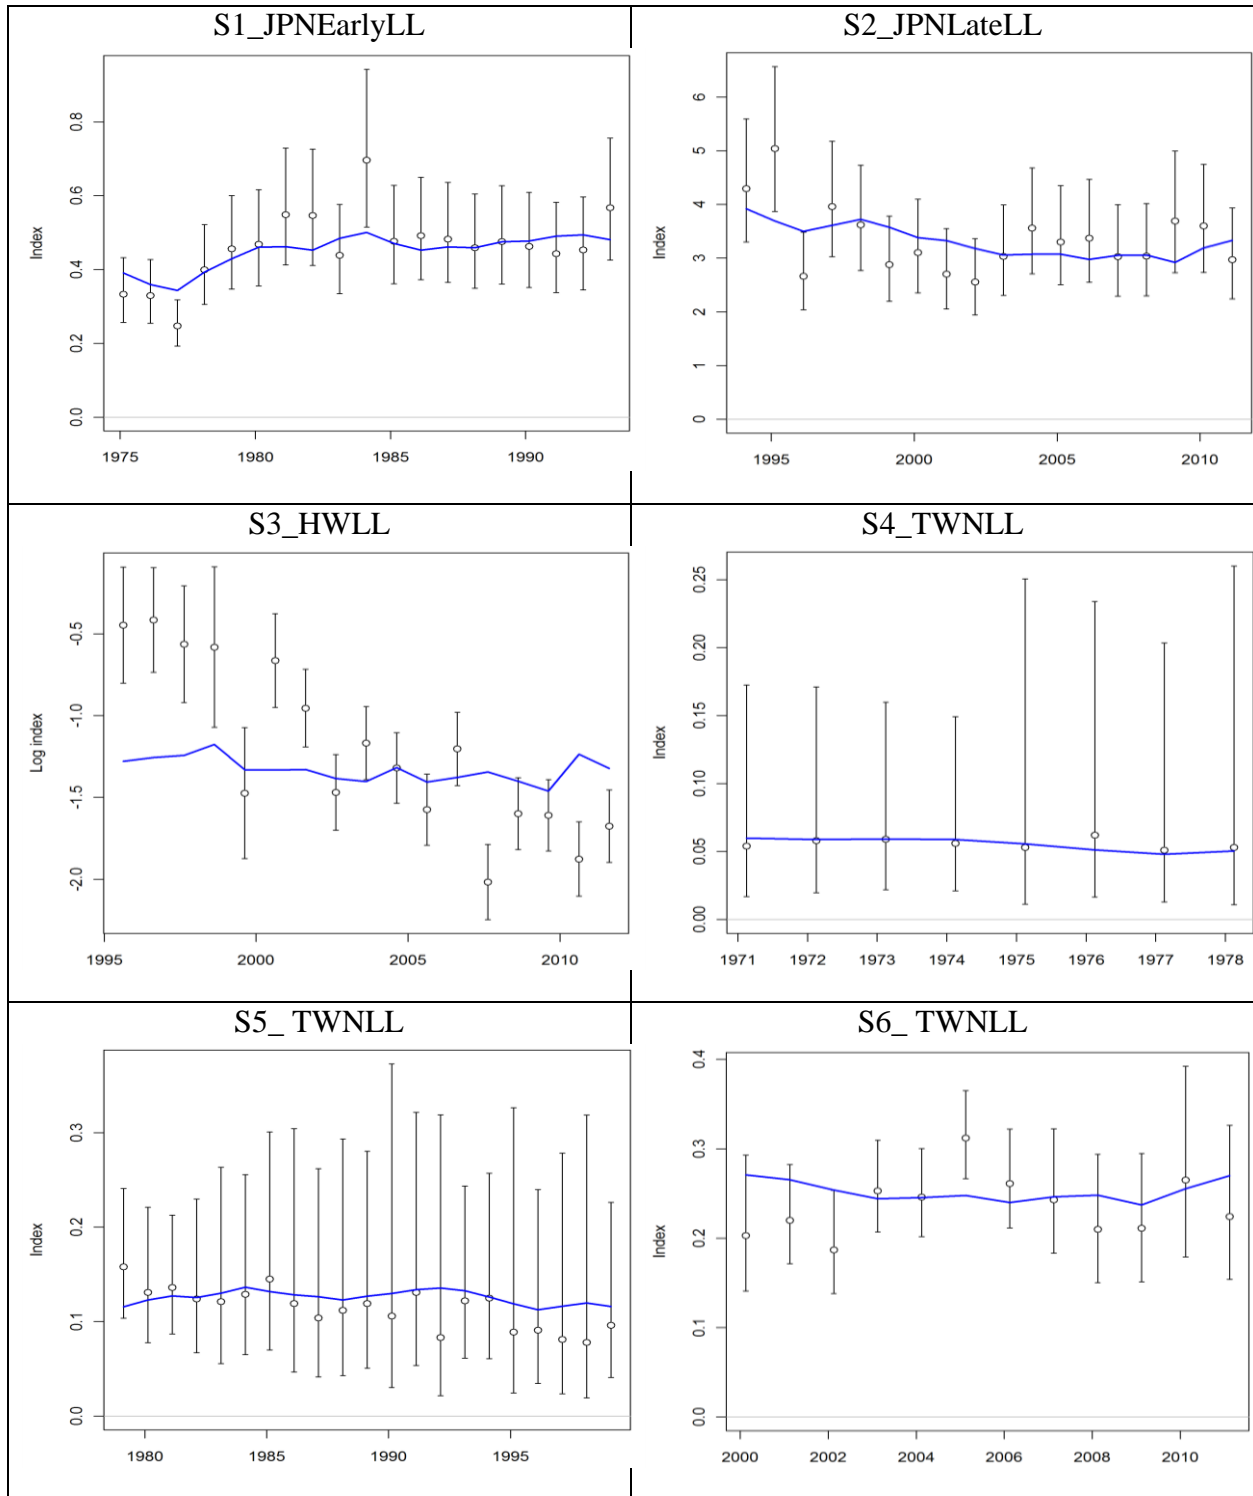 S1_JPNEarlyLL
Index
0.8
0.6
0.4
0.2
0.0
1975 1980 1985 1990
S2_JPNLateLL
Index
6
5
4
3
2
1
0
1995 2000 2005 2010
S3_HWLL
Log index
-0.5
-1.0
-1.5
-2.0
1995 2000 2005 2010
S4_TWNLL
Index
0.25
0.20
0.15
0.10
0.05
0.00
1971 1972 1973 1974 1975 1976 1977 1978
S5_ TWNLL
Index
0.3
0.2
0.1
0.0
1980 1985 1990 1995
S6_ TWNLL
Index
0.4
0.3
0.2
0.1
0.0
2000 2002 2004 2006 2008 2010